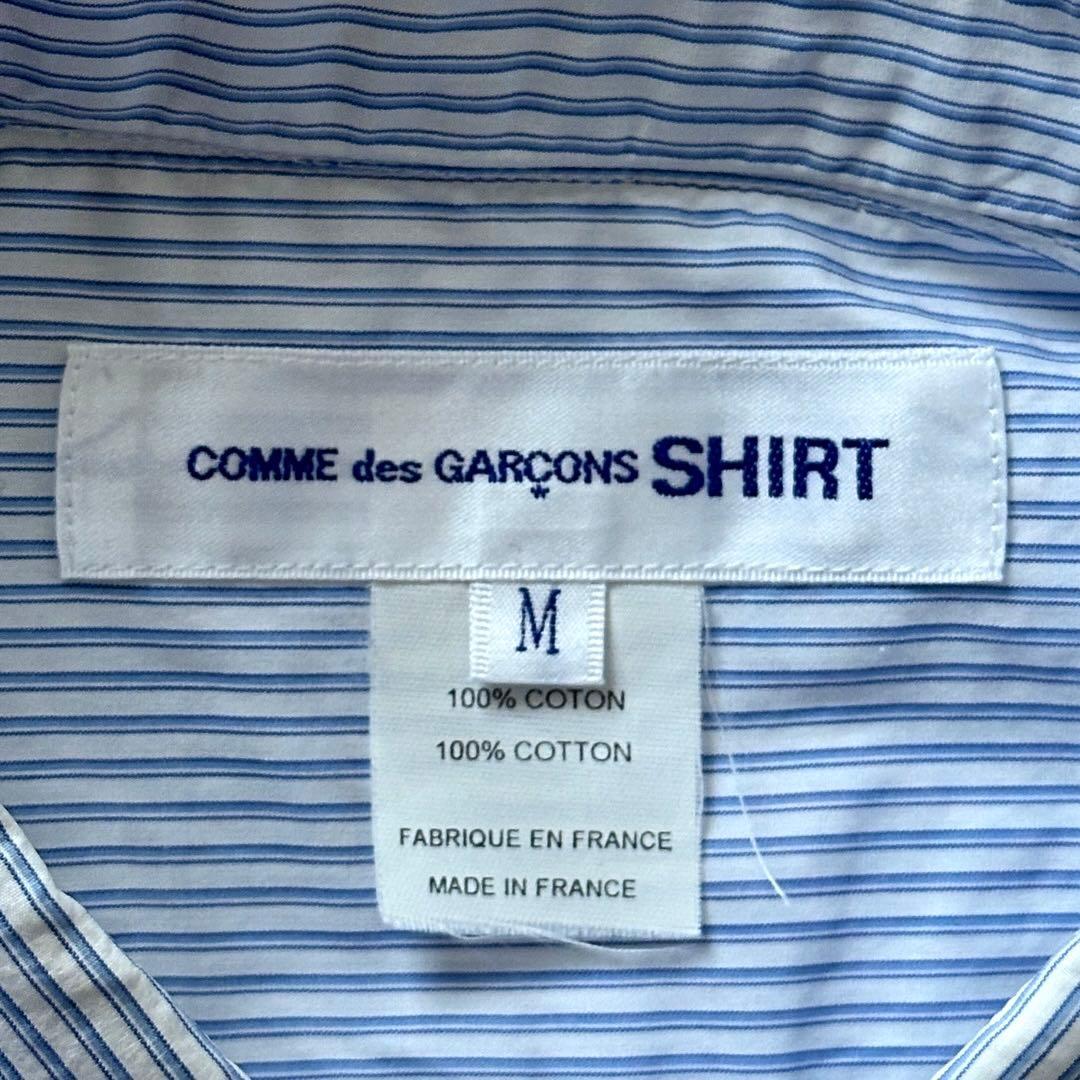 COMME des GARÇONS SHIRT
M
100% COTON
100% COTTON
FABRIQUE EN FRANCE
MADE IN FRANCE